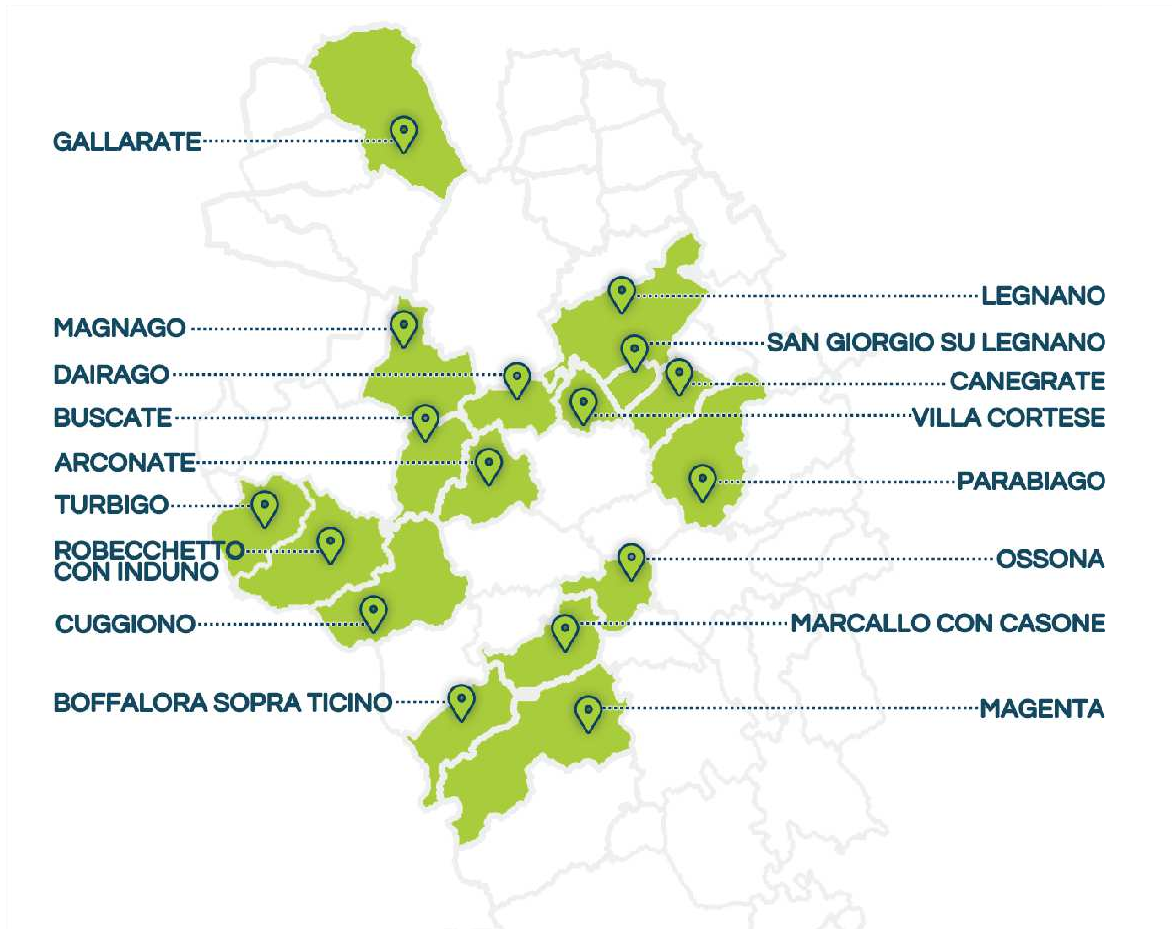 GALLARATE
MAGNAGO
DAIRAGO
BUSCATE
ARCONATE
TURBIGO
ROBECCHETTO
CON INDUNO
CUGGIONO
BOFFALORA SOPRA TICINO
LEGNANO
SAN GIORGIO SU LEGNANO
CANEGRATE
VILLA CORTESE
PARABIAGO
OSSONA
MARCALLO CON CASONE
MAGENTA